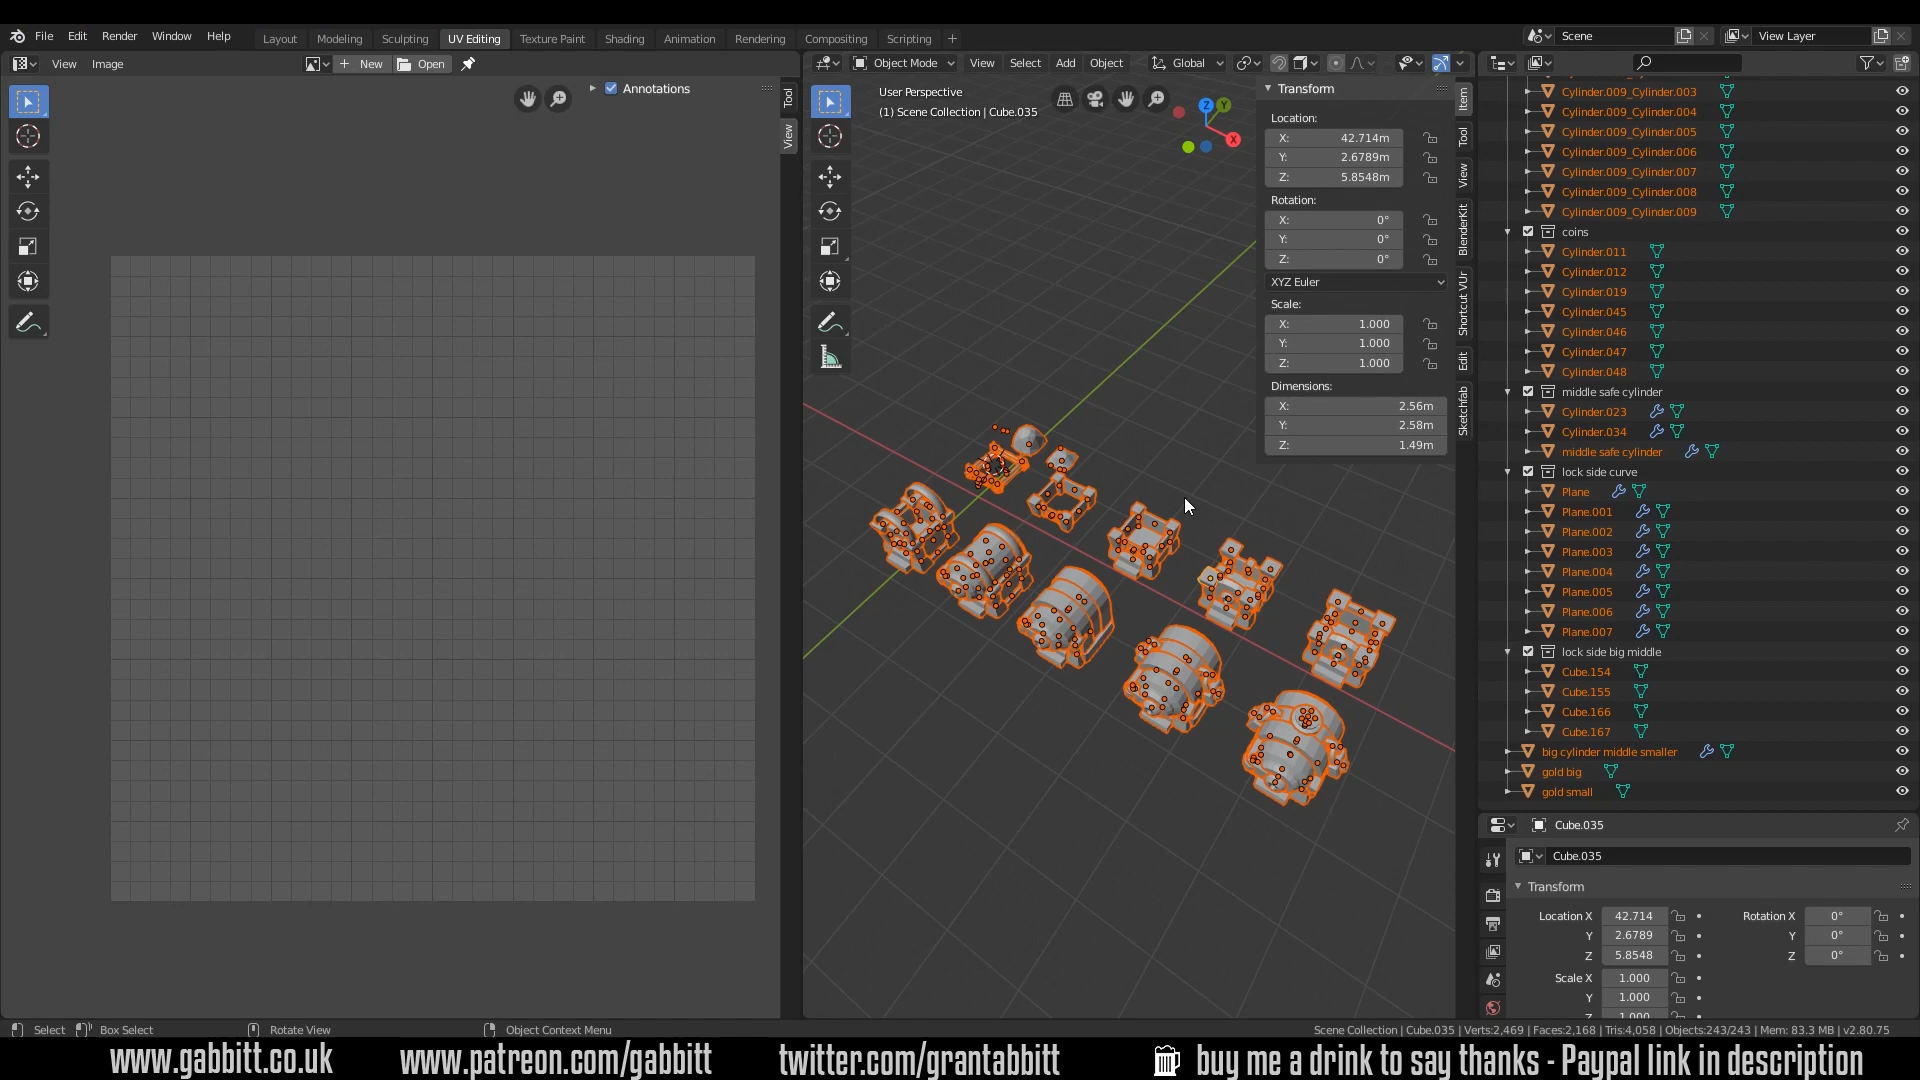 File Edit Render Window Help
Layout Modeling Sculpting UV Editing Texture Paint Shading Animation Rendering Compositing Scripting
Scene
View Layer
View Image
New Open
Object Mode View Select Add Object Global
Annotations
Tool
View
User Perspective
(1) Scene Collection | Cube.035
Z Y X
Transform
Location:
X: 42.714m
Y: 2.6789m
Z: 5.8548m
Rotation:
X: 0°
Y: 0°
Z: 0°
XYZ Euler
Scale:
X: 1.000
Y: 1.000
Z: 1.000
Dimensions:
X: 2.56m
Y: 2.58m
Z: 1.49m
Item
Tool
View
BlenderKit
Shortcut VUr
Edit
Sketchfab
Cylinder.009_Cylinder.003
Cylinder.009_Cylinder.004
Cylinder.009_Cylinder.005
Cylinder.009_Cylinder.006
Cylinder.009_Cylinder.007
Cylinder.009_Cylinder.008
Cylinder.009_Cylinder.009
coins
Cylinder.011
Cylinder.012
Cylinder.019
Cylinder.045
Cylinder.046
Cylinder.047
Cylinder.048
middle safe cylinder
Cylinder.023
Cylinder.034
middle safe cylinder
lock side curve
Plane
Plane.001
Plane.002
Plane.003
Plane.004
Plane.005
Plane.006
Plane.007
lock side big middle
Cube.154
Cube.155
Cube.166
Cube.167
big cylinder middle smaller
gold big
gold small
Cube.035
Cube.035
Transform
Location X 42.714 Rotation X 0°
Y 2.6789 Y 0°
Z 5.8548 Z 0°
Scale X 1.000
Y 1.000
Select Box Select Rotate View Object Context Menu
Scene Collection | Cube.035 | Verts:2,469 | Faces:2,168 | Tris:4,058 | Objects:243/243 | Mem: 83.3 MB | v2.80.75
www.gabbitt.co.uk www.patreon.com/gabbitt twitter.com/grantabbitt buy me a drink to say thanks - Paypal link in description